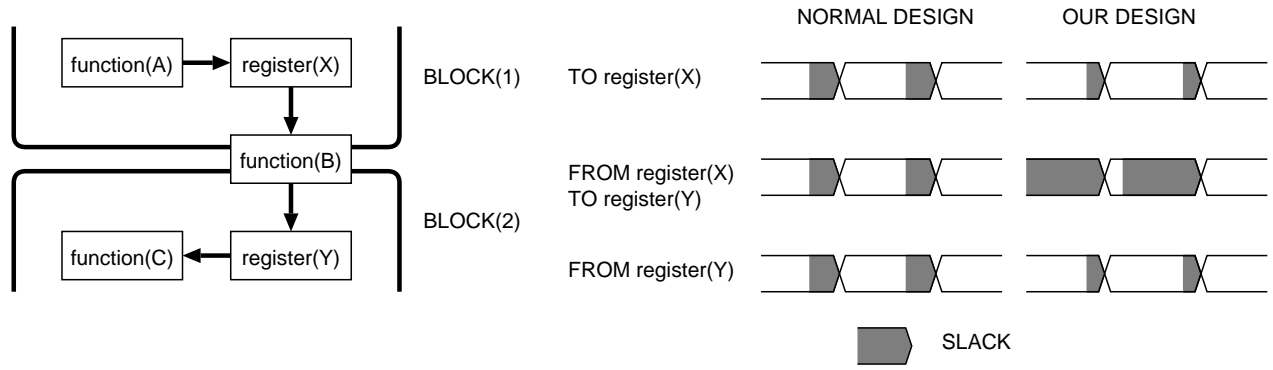 function(A)
register(X)
BLOCK(1)
function(B)
BLOCK(2)
function(C)
register(Y)
NORMAL DESIGN
OUR DESIGN
TO register(X)
FROM register(X)
TO register(Y)
FROM register(Y)
SLACK